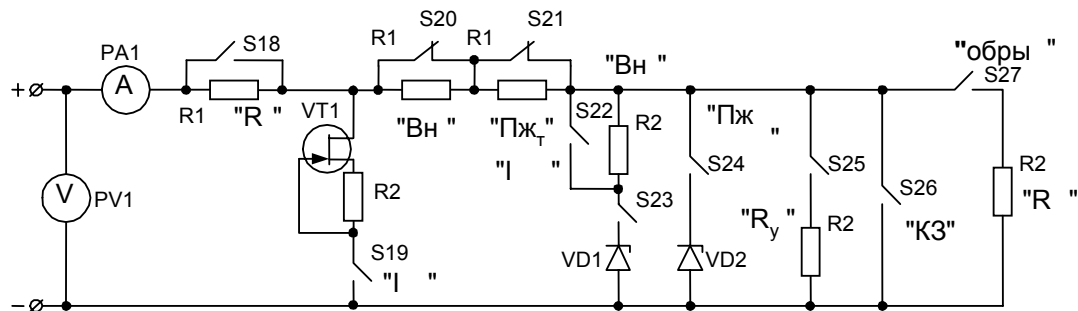 S20
S21
PA1
S18
R1
R1
"Вн "
"обры "
+
A
S27
R1
"R "
VT1
"Вн "
"Пжт"
"I "
S22
R2
"Пж "
S24
S25
R2
V
PV1
R2
S23
"Rу"
R2
S26
"КЗ"
R2
"R "
S19
"I "
VD1
VD2
−